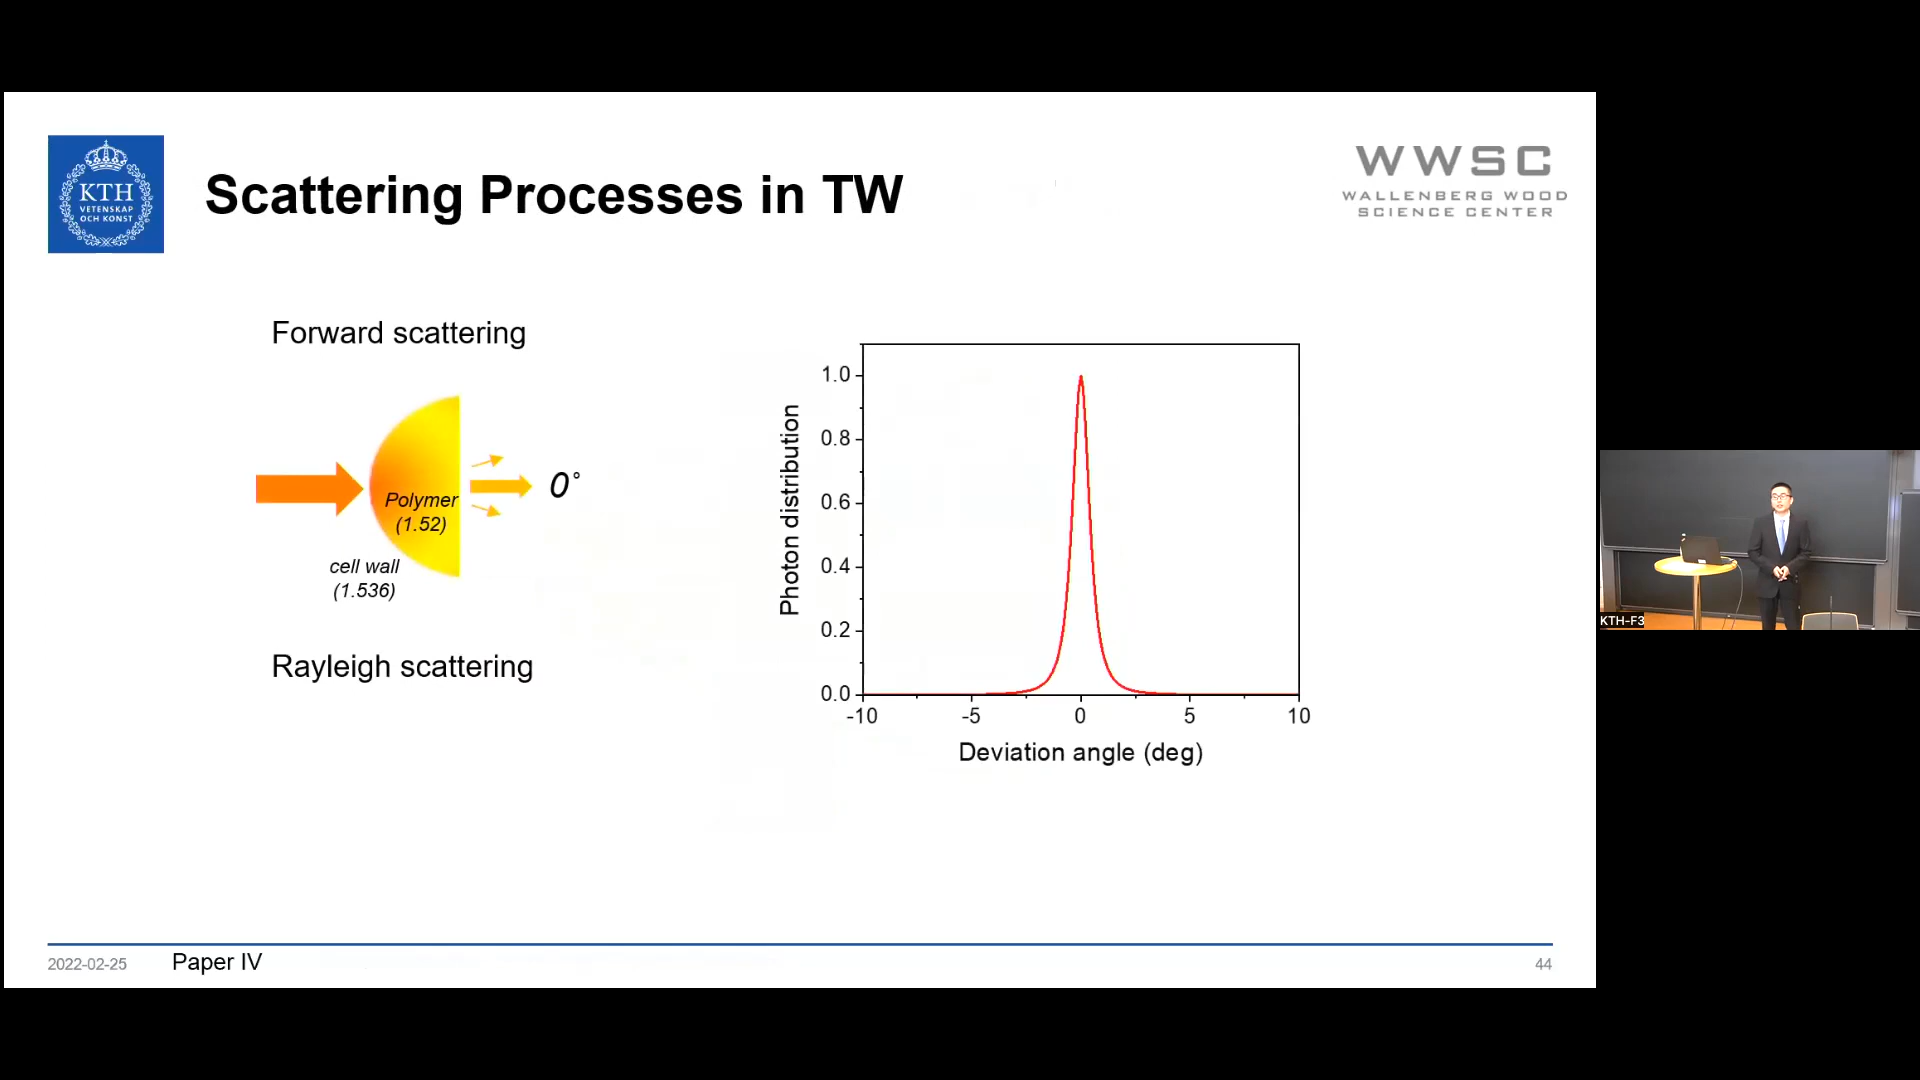 KTH
VETENSKAP
OCH KONST
Scattering Processes in TW
WWSC
WALLENBERG WOOD
SCIENCE CENTER
Forward scattering
Polymer
(1.52)
0°
cell wall
(1.536)
Rayleigh scattering
Photon distribution
1.0
0.8
0.6
0.4
0.2
0.0
-10 -5 0 5 10
Deviation angle (deg)
2022-02-25 Paper IV 44
KTH-F3